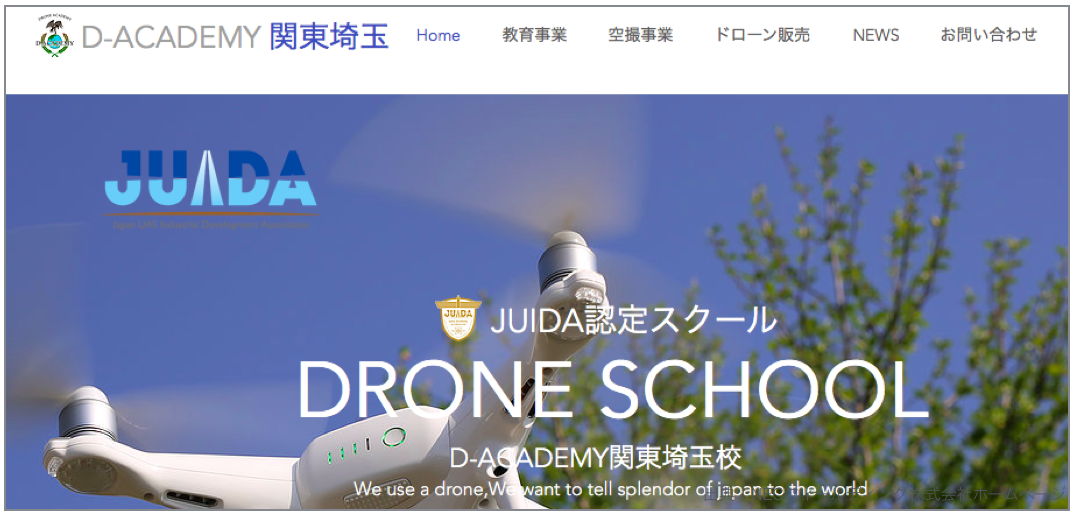 D-ACADEMY 関東埼玉
Home 教育事業 空撮事業 ドローン販売 NEWS お問い合わせ
JUIDA
JUIDA JUIDA認定スクール
DRONE SCHOOL
D-ACADEMY関東埼玉校
We use a drone,We want to tell splendor of japan to the world
株式会社ホームページ